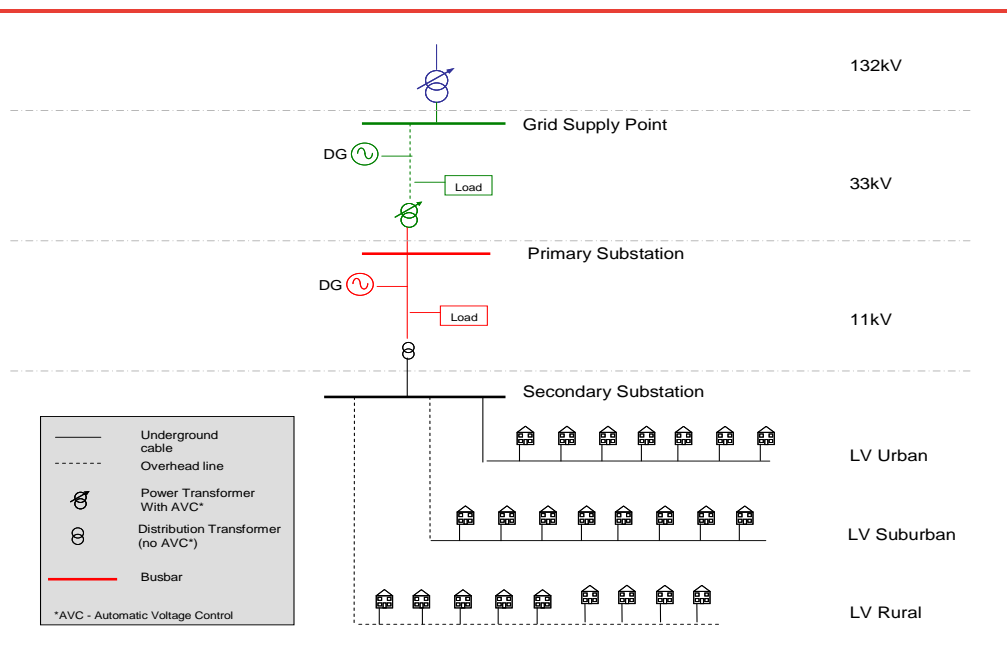 132kV
Grid Supply Point
DG
Load
33kV
Primary Substation
DG
Load
11kV
Secondary Substation
LV Urban
LV Suburban
LV Rural
Underground
cable
Overhead line
Power Transformer
With AVC*
Distribution Transformer
(no AVC*)
Busbar
*AVC - Automatic Voltage Control